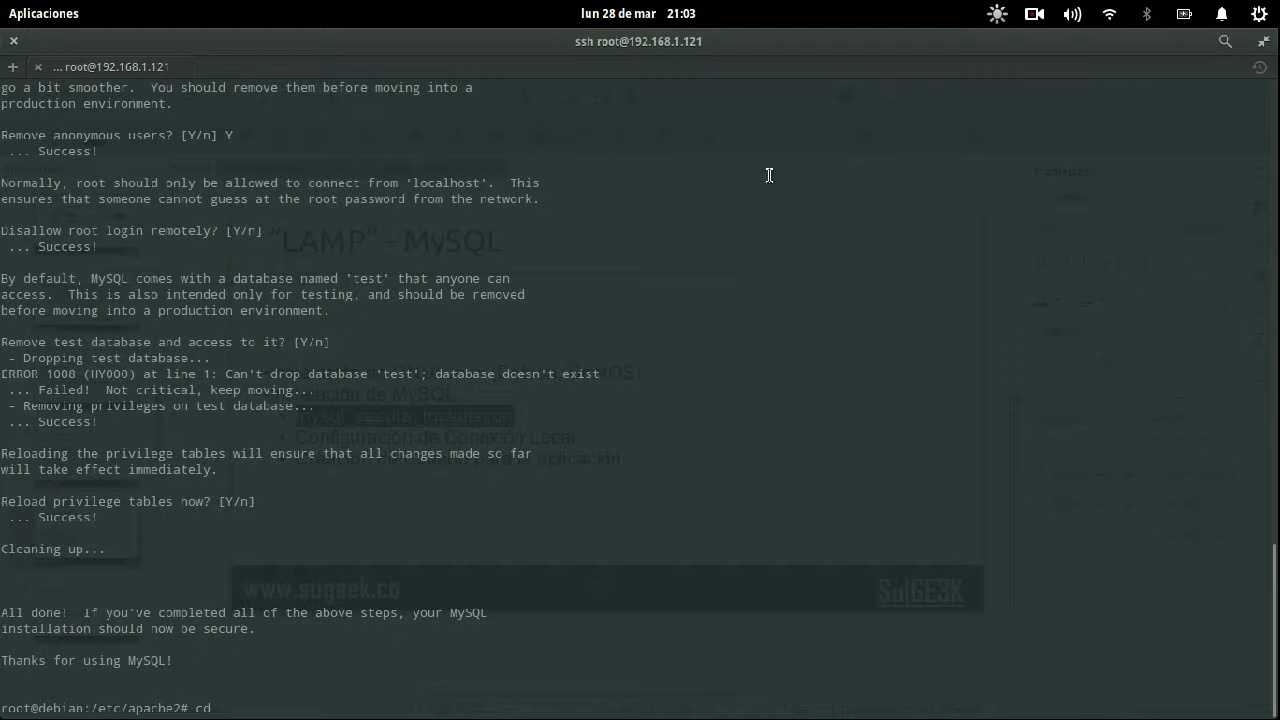 Aplicaciones
lun 28 de mar 21:03
ssh root@192.168.1.121
... root@192.168.1.121
go a bit smoother.  You should remove them before moving into a
production environment.
Remove anonymous users? [Y/n] Y
... Success!
Normally, root should only be allowed to connect from 'localhost'.  This
ensures that someone cannot guess at the root password from the network.
Disallow root login remotely? [Y/n]
... Success!
"LAMP" - MySQL
By default, MySQL comes with a database named 'test' that anyone can
access.  This is also intended only for testing, and should be removed
before moving into a production environment.
Remove test database and access to it? [Y/n]
- Dropping test database...
ERROR 1008 (HY000) at line 1: Can't drop database 'test'; database doesn't exist
... Failed!  Not critical, keep moving...
de MySQL
- Removing privileges on test database...
... Success!
• Configuración de Conexión Local
Reloading the privilege tables will ensure that all changes made so far
will take effect immediately.
Reload privilege tables now? [Y/n]
... Success!
Cleaning up...
www.sugeek.co
Su|GE3K
All done!  If you've completed all of the above steps, your MySQL
installation should now be secure.
Thanks for using MySQL!
root@debian:/etc/apache2# cd